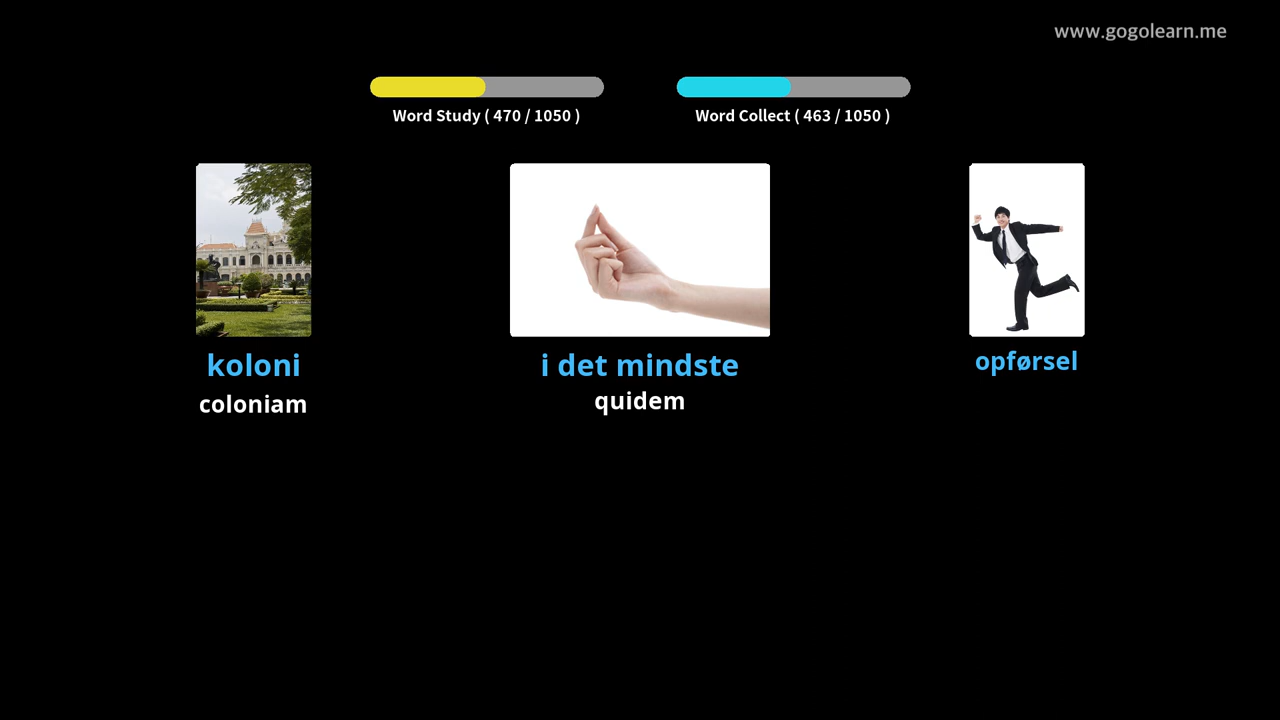 www.gogolearn.me
Word Study ( 470 / 1050 )
Word Collect ( 463 / 1050 )
koloni
coloniam
i det mindste
quidem
opførsel